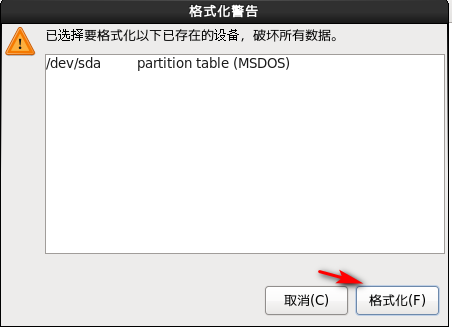 格式化警告
已选择要格式化以下已存在的设备，破坏所有数据。
/dev/sda partition table (MSDOS)
取消(C) 格式化(F)